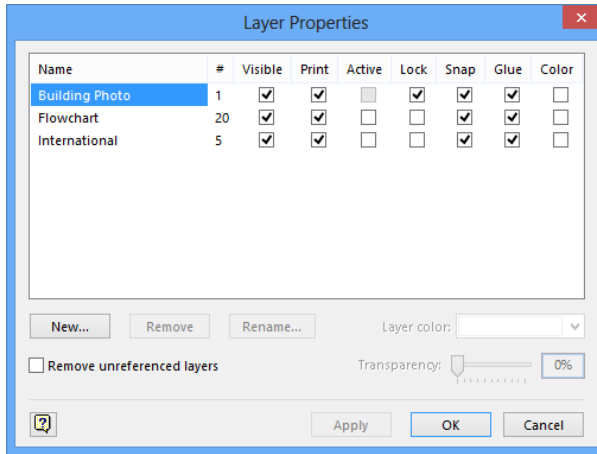 Layer Properties
Name # Visible Print Active Lock Snap Glue Color
Building Photo 1
Flowchart 20
International 5
New... Remove Rename... Layer color:
Remove unreferenced layers Transparency: 0%
Apply OK Cancel